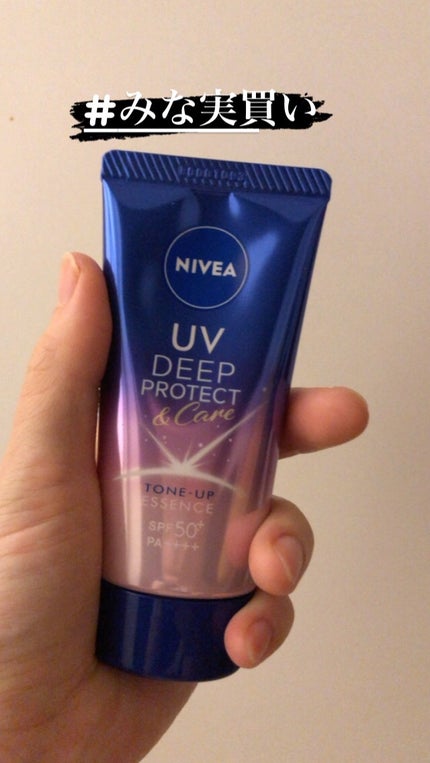 #みな実買い
NIVEA
UV
DEEP
PROTECT
& Care
TONE-UP
ESSENCE
SPF50+
PA++++